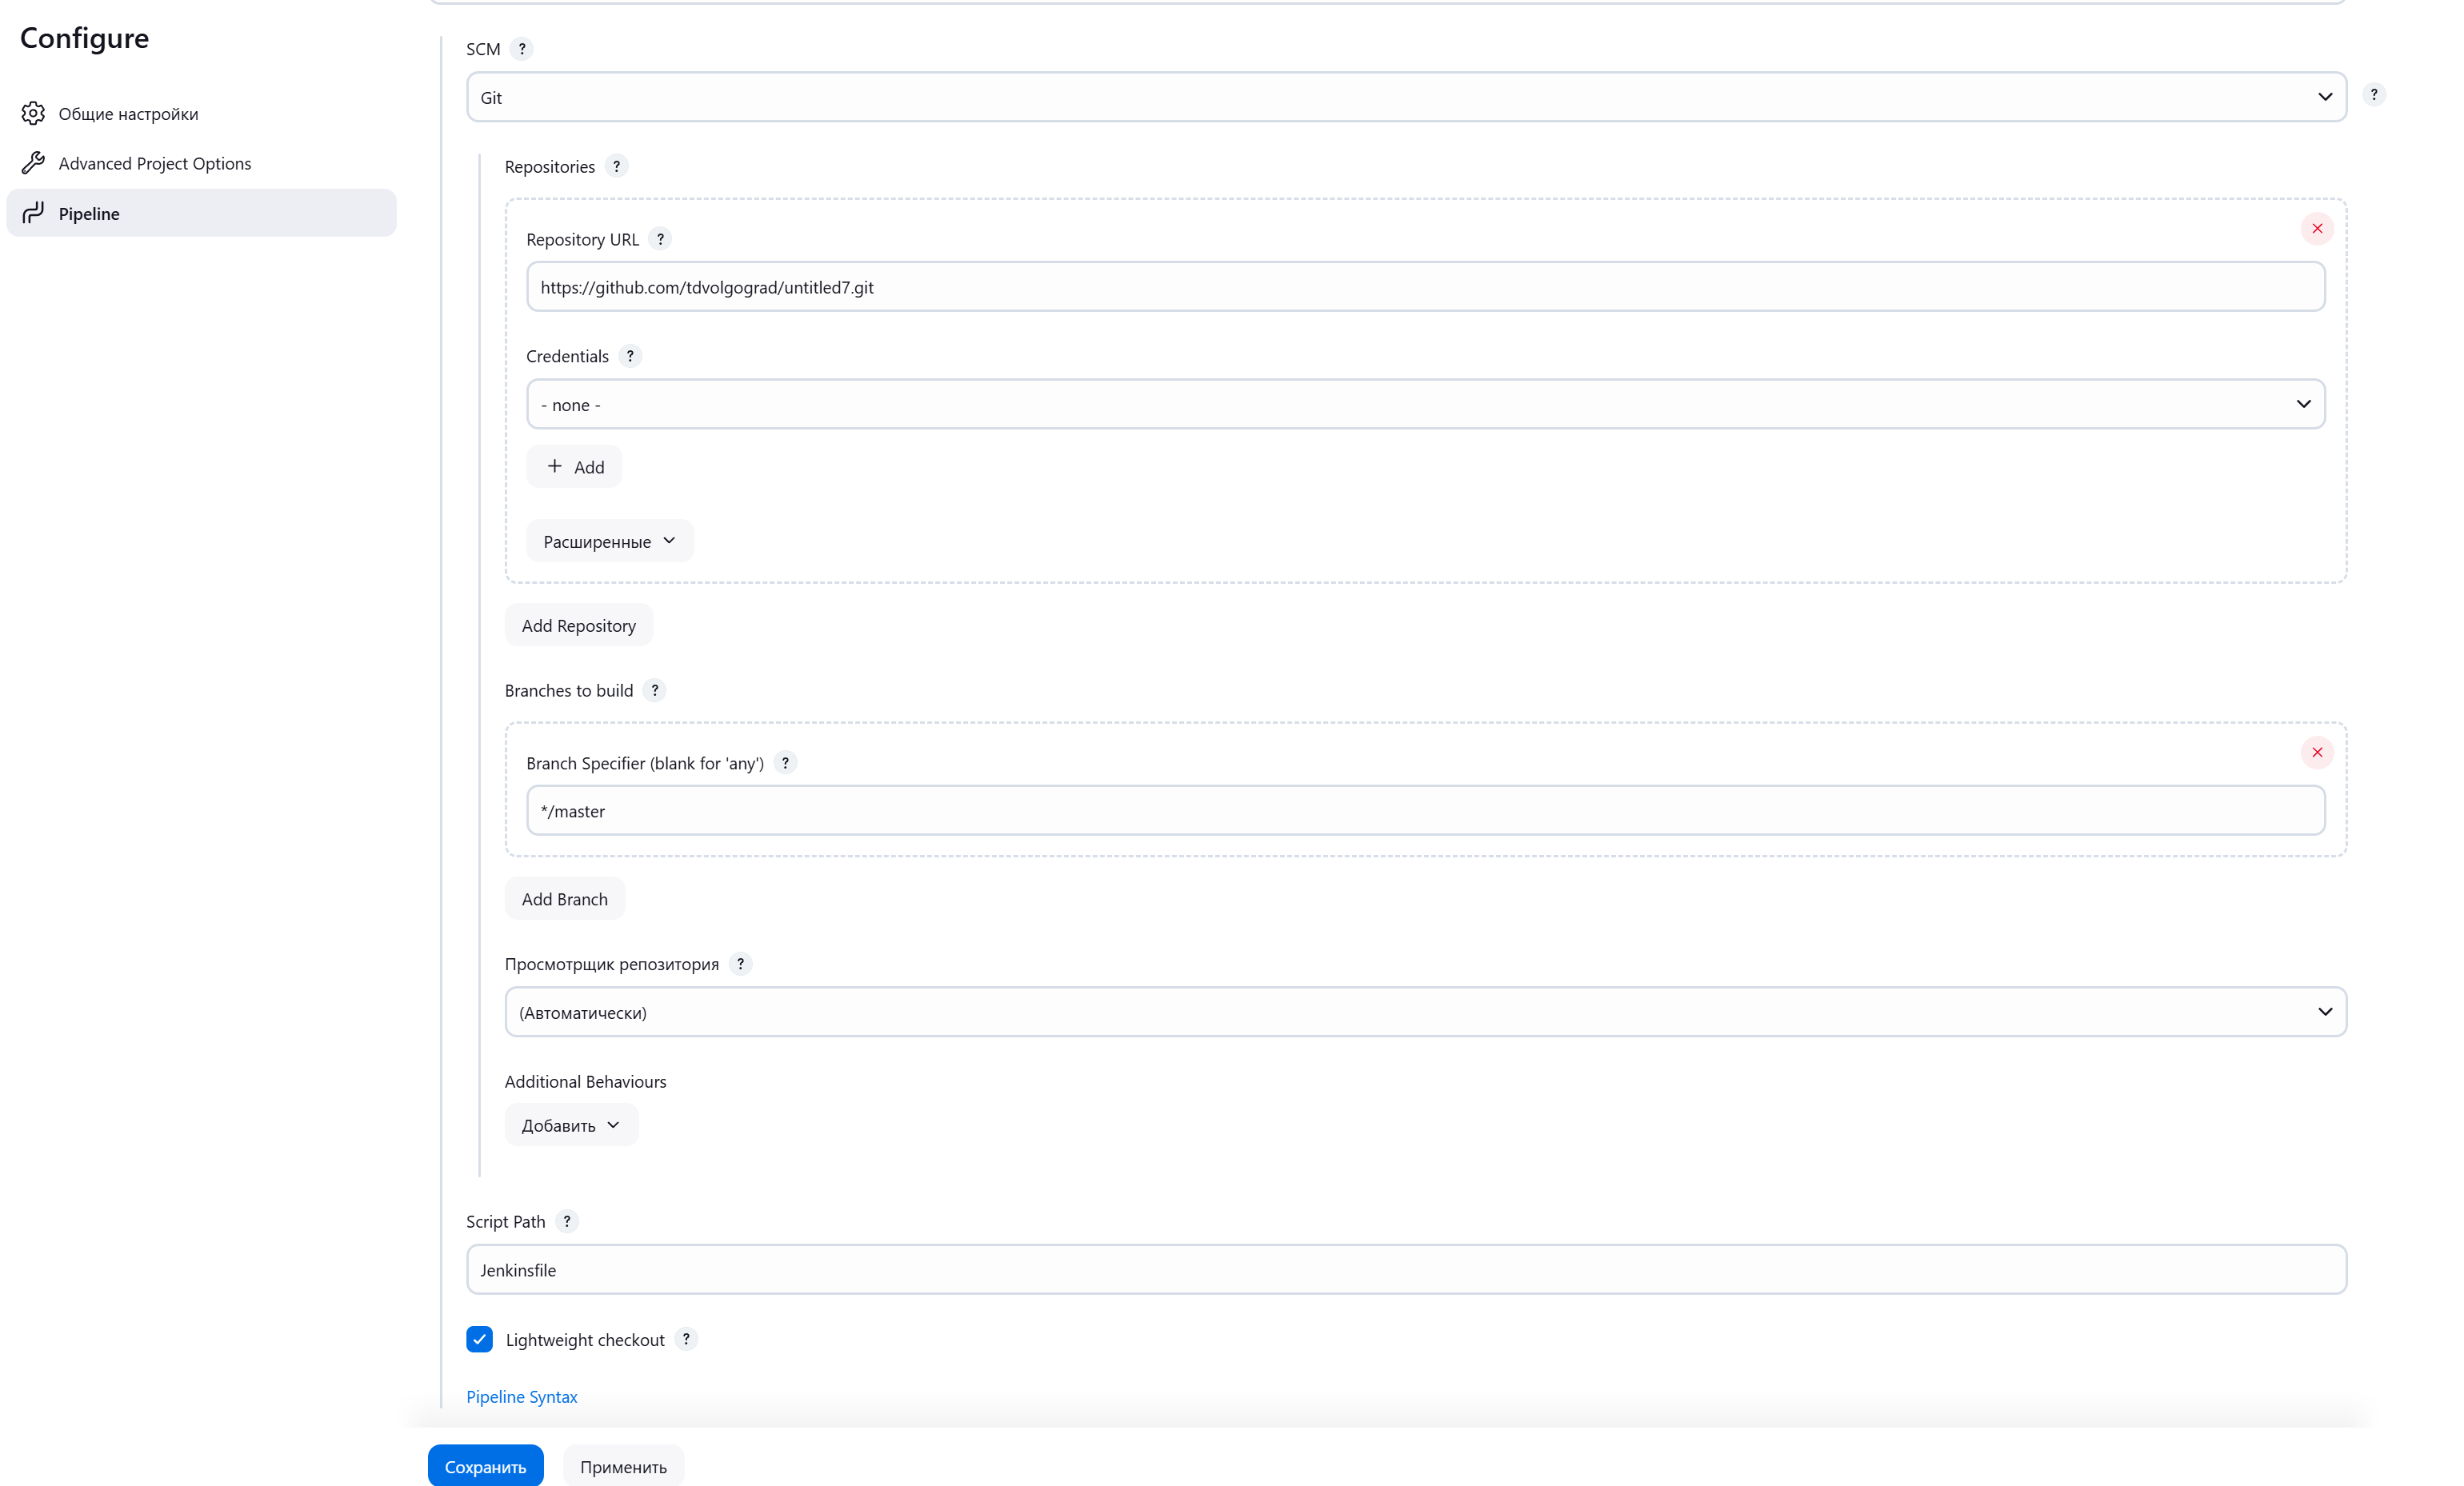 Configure
Общие настройки
Advanced Project Options
Pipeline
SCM ?
Git
?
Repositories ?
Repository URL ?
https://github.com/tdvolgograd/untitled7.git
Credentials ?
- none -
+ Add
Расширенные
Add Repository
Branches to build ?
Branch Specifier (blank for 'any') ?
*/master
Add Branch
Просмотрщик репозитория ?
(Автоматически)
Additional Behaviours
Добавить
Script Path ?
Jenkinsfile
Lightweight checkout ?
Pipeline Syntax
Сохранить
Применить